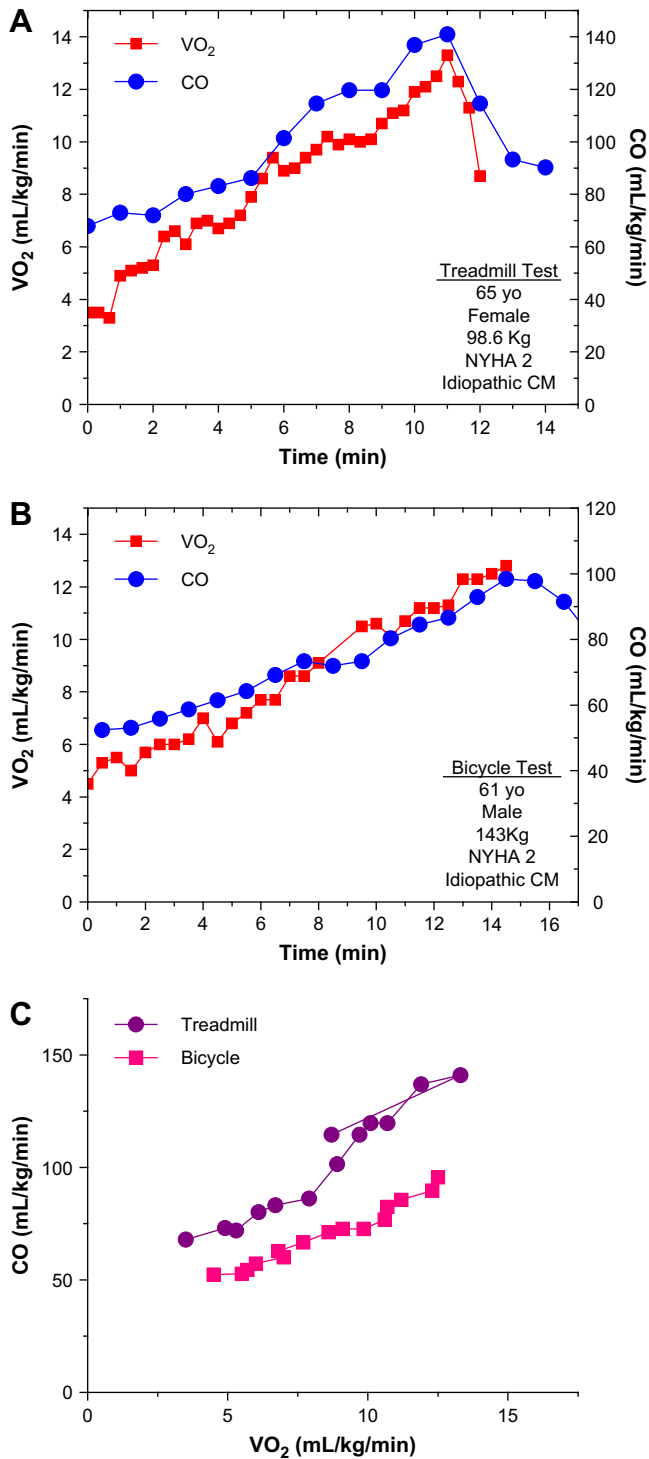 A
VO2
CO
14
12
10
8
6
4
2
0
VO2 (mL/kg/min)
140
120
100
80
60
40
20
0
CO (mL/kg/min)
Treadmill Test
65 yo
Female
98.6 Kg
NYHA 2
Idiopathic CM
0 2 4 6 8 10 12 14
Time (min)
B
VO2
CO
14
12
10
8
6
4
2
0
VO2 (mL/kg/min)
120
100
80
60
40
20
0
CO (mL/kg/min)
Bicycle Test
61 yo
Male
143Kg
NYHA 2
Idiopathic CM
0 2 4 6 8 10 12 14 16
Time (min)
C
Treadmill
Bicycle
150
100
50
0
CO (mL/kg/min)
0 5 10 15
VO2 (mL/kg/min)